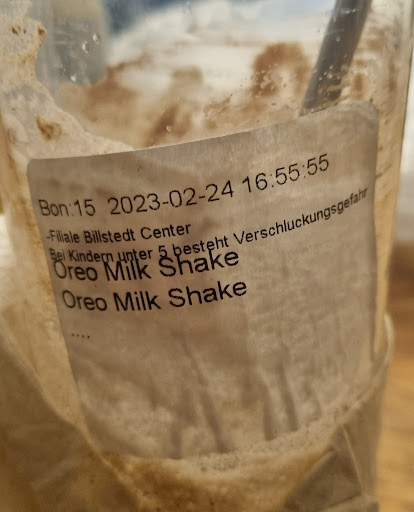 Bon:15 2023-02-24 16:55:55
-Filiale Billstedt Center
Bei Kindern unter 5 besteht Verschluckungsgefahr
Oreo Milk Shake
Oreo Milk Shake
....